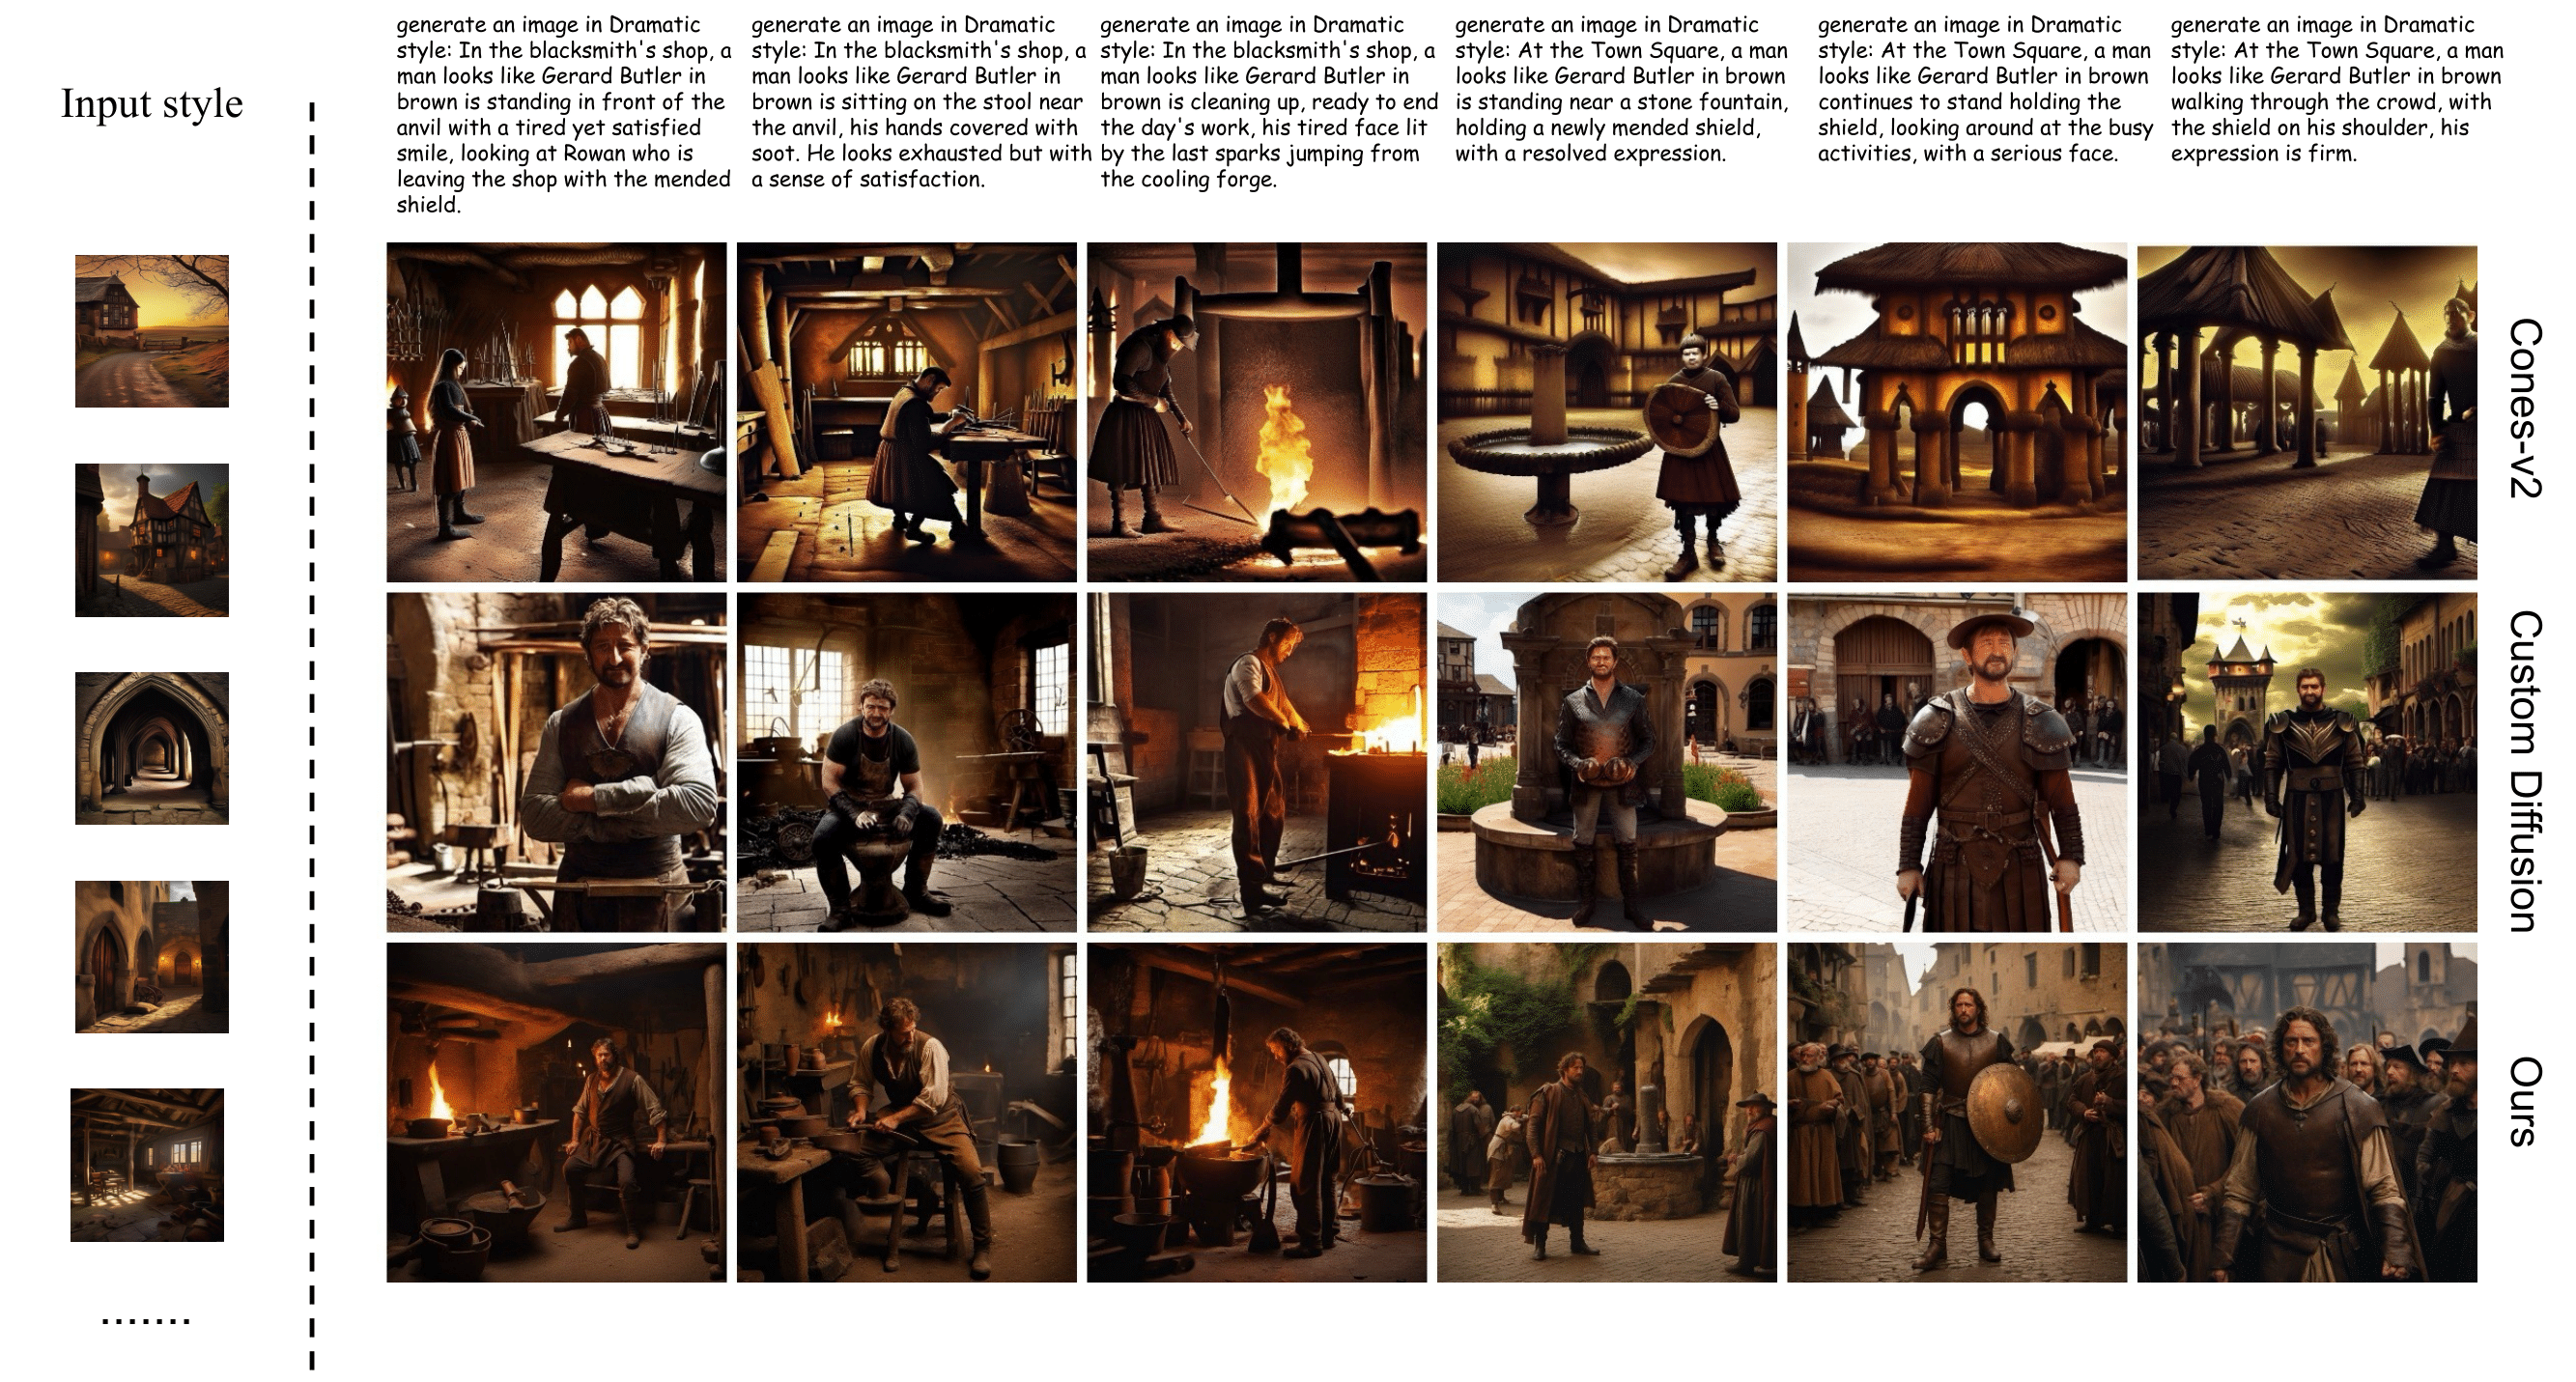 Input style
.......
generate an image in Dramatic
style: In the blacksmith's shop, a
man looks like Gerard Butler in
brown is standing in front of the
anvil with a tired yet satisfied
smile, looking at Rowan who is
leaving the shop with the mended
shield.
generate an image in Dramatic
style: In the blacksmith's shop, a
man looks like Gerard Butler in
brown is sitting on the stool near
the anvil, his hands covered with
soot. He looks exhausted but with
a sense of satisfaction.
generate an image in Dramatic
style: In the blacksmith's shop, a
man looks like Gerard Butler in
brown is cleaning up, ready to end
the day's work, his tired face lit
by the last sparks jumping from
the cooling forge.
generate an image in Dramatic
style: At the Town Square, a man
looks like Gerard Butler in brown
is standing near a stone fountain,
holding a newly mended shield,
with a resolved expression.
generate an image in Dramatic
style: At the Town Square, a man
looks like Gerard Butler in brown
continues to stand holding the
shield, looking around at the busy
activities, with a serious face.
generate an image in Dramatic
style: At the Town Square, a man
looks like Gerard Butler in brown
walking through the crowd, with
the shield on his shoulder, his
expression is firm.
Cones-v2
Custom Diffusion
Ours